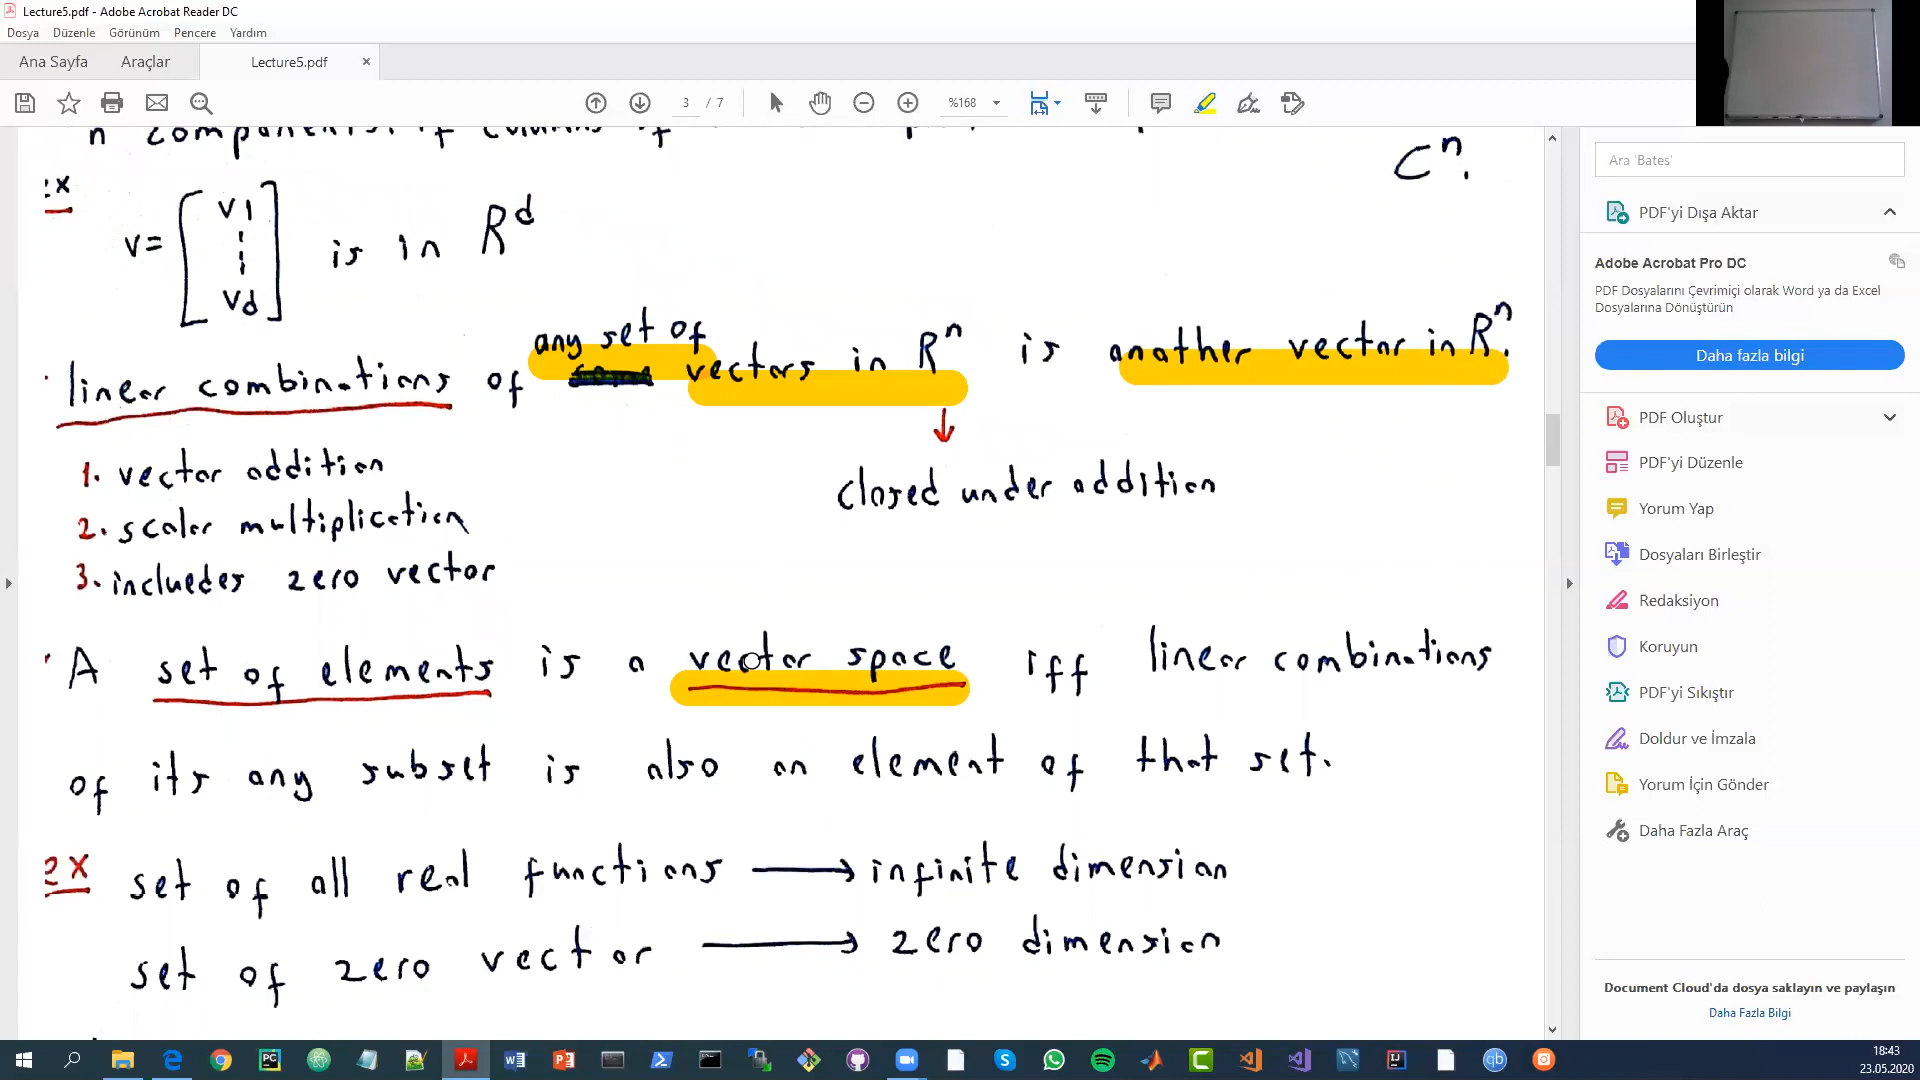 Lecture5.pdf - Adobe Acrobat Reader DC
Dosya Düzenle Görünüm Pencere Yardım
Ana Sayfa Araçlar Lecture5.pdf ×
3 / 7 %168
n components. if columns of
C^n.
:x
v= [ v1 ¦ vd ] is in R^d
any set of
linear combinations of vectors in R^n is another vector in R^n.
1. vector addition
closed under addition
2. scalar multiplication
3. includes zero vector
A set of elements is a vector space iff linear combinations
of its any subset is also an element of that set.
Ex set of all real functions → infinite dimension
set of zero vector → zero dimension
Ara 'Bates'
PDF'yi Dışa Aktar
Adobe Acrobat Pro DC
PDF Dosyalarını Çevrimiçi olarak Word ya da Excel
Dosyalarına Dönüştürün
Daha fazla bilgi
PDF Oluştur
PDF'yi Düzenle
Yorum Yap
Dosyaları Birleştir
Redaksiyon
Koruyun
PDF'yi Sıkıştır
Doldur ve İmzala
Yorum İçin Gönder
Daha Fazla Araç
Document Cloud'da dosya saklayın ve paylaşın
Daha Fazla Bilgi
18:43
23.05.2020